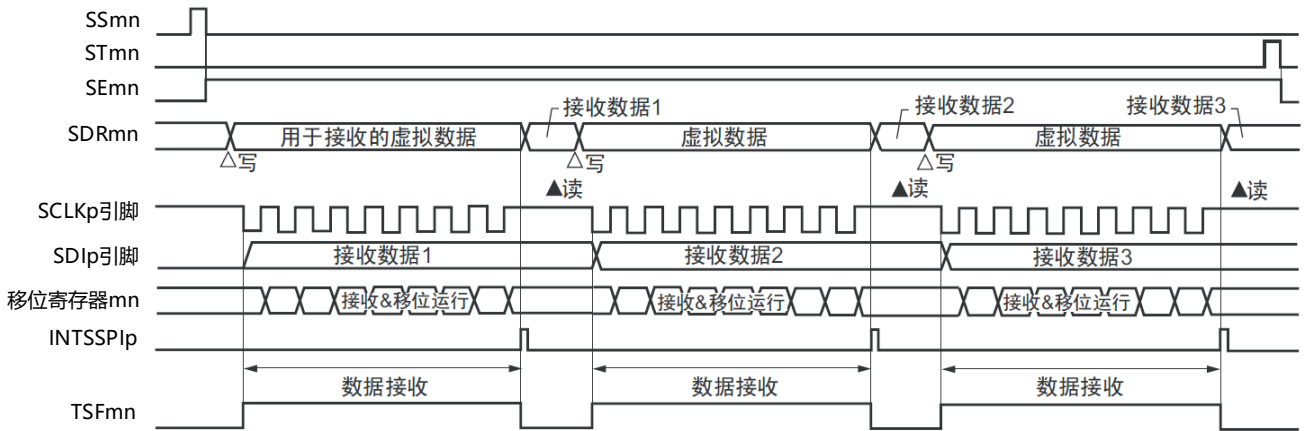 SSmn
STmn
SEmn
接收数据1 接收数据2 接收数据3
SDRmn 用于接收的虚拟数据 虚拟数据 虚拟数据
△写 △写 △写
▲读 ▲读 ▲读
SCLKp引脚
SDIp引脚 接收数据1 接收数据2 接收数据3
移位寄存器mn 接收&移位运行 接收&移位运行 接收&移位运行
INTSSPIp
数据接收 数据接收 数据接收
TSFmn